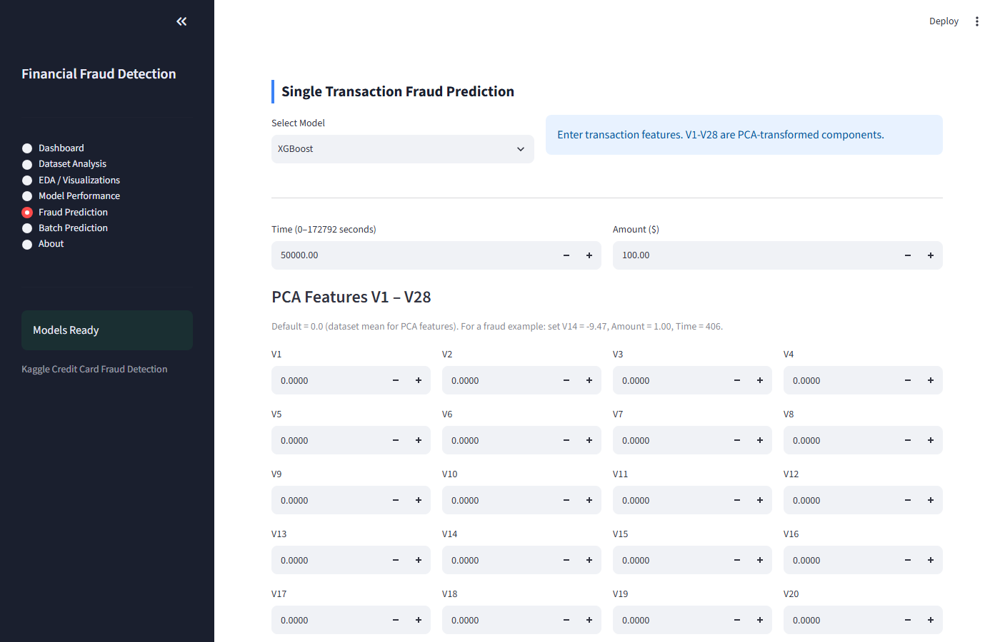 Deploy
Financial Fraud Detection
Dashboard
Dataset Analysis
EDA / Visualizations
Model Performance
Fraud Prediction
Batch Prediction
About
Models Ready
Kaggle Credit Card Fraud Detection
Single Transaction Fraud Prediction
Select Model
XGBoost
Enter transaction features. V1-V28 are PCA-transformed components.
Time (0–172792 seconds) Amount ($)
50000.00 100.00
PCA Features V1 – V28
Default = 0.0 (dataset mean for PCA features). For a fraud example: set V14 = -9.47, Amount = 1.00, Time = 406.
V1 V2 V3 V4
0.0000 0.0000 0.0000 0.0000
V5 V6 V7 V8
0.0000 0.0000 0.0000 0.0000
V9 V10 V11 V12
0.0000 0.0000 0.0000 0.0000
V13 V14 V15 V16
0.0000 0.0000 0.0000 0.0000
V17 V18 V19 V20
0.0000 0.0000 0.0000 0.0000